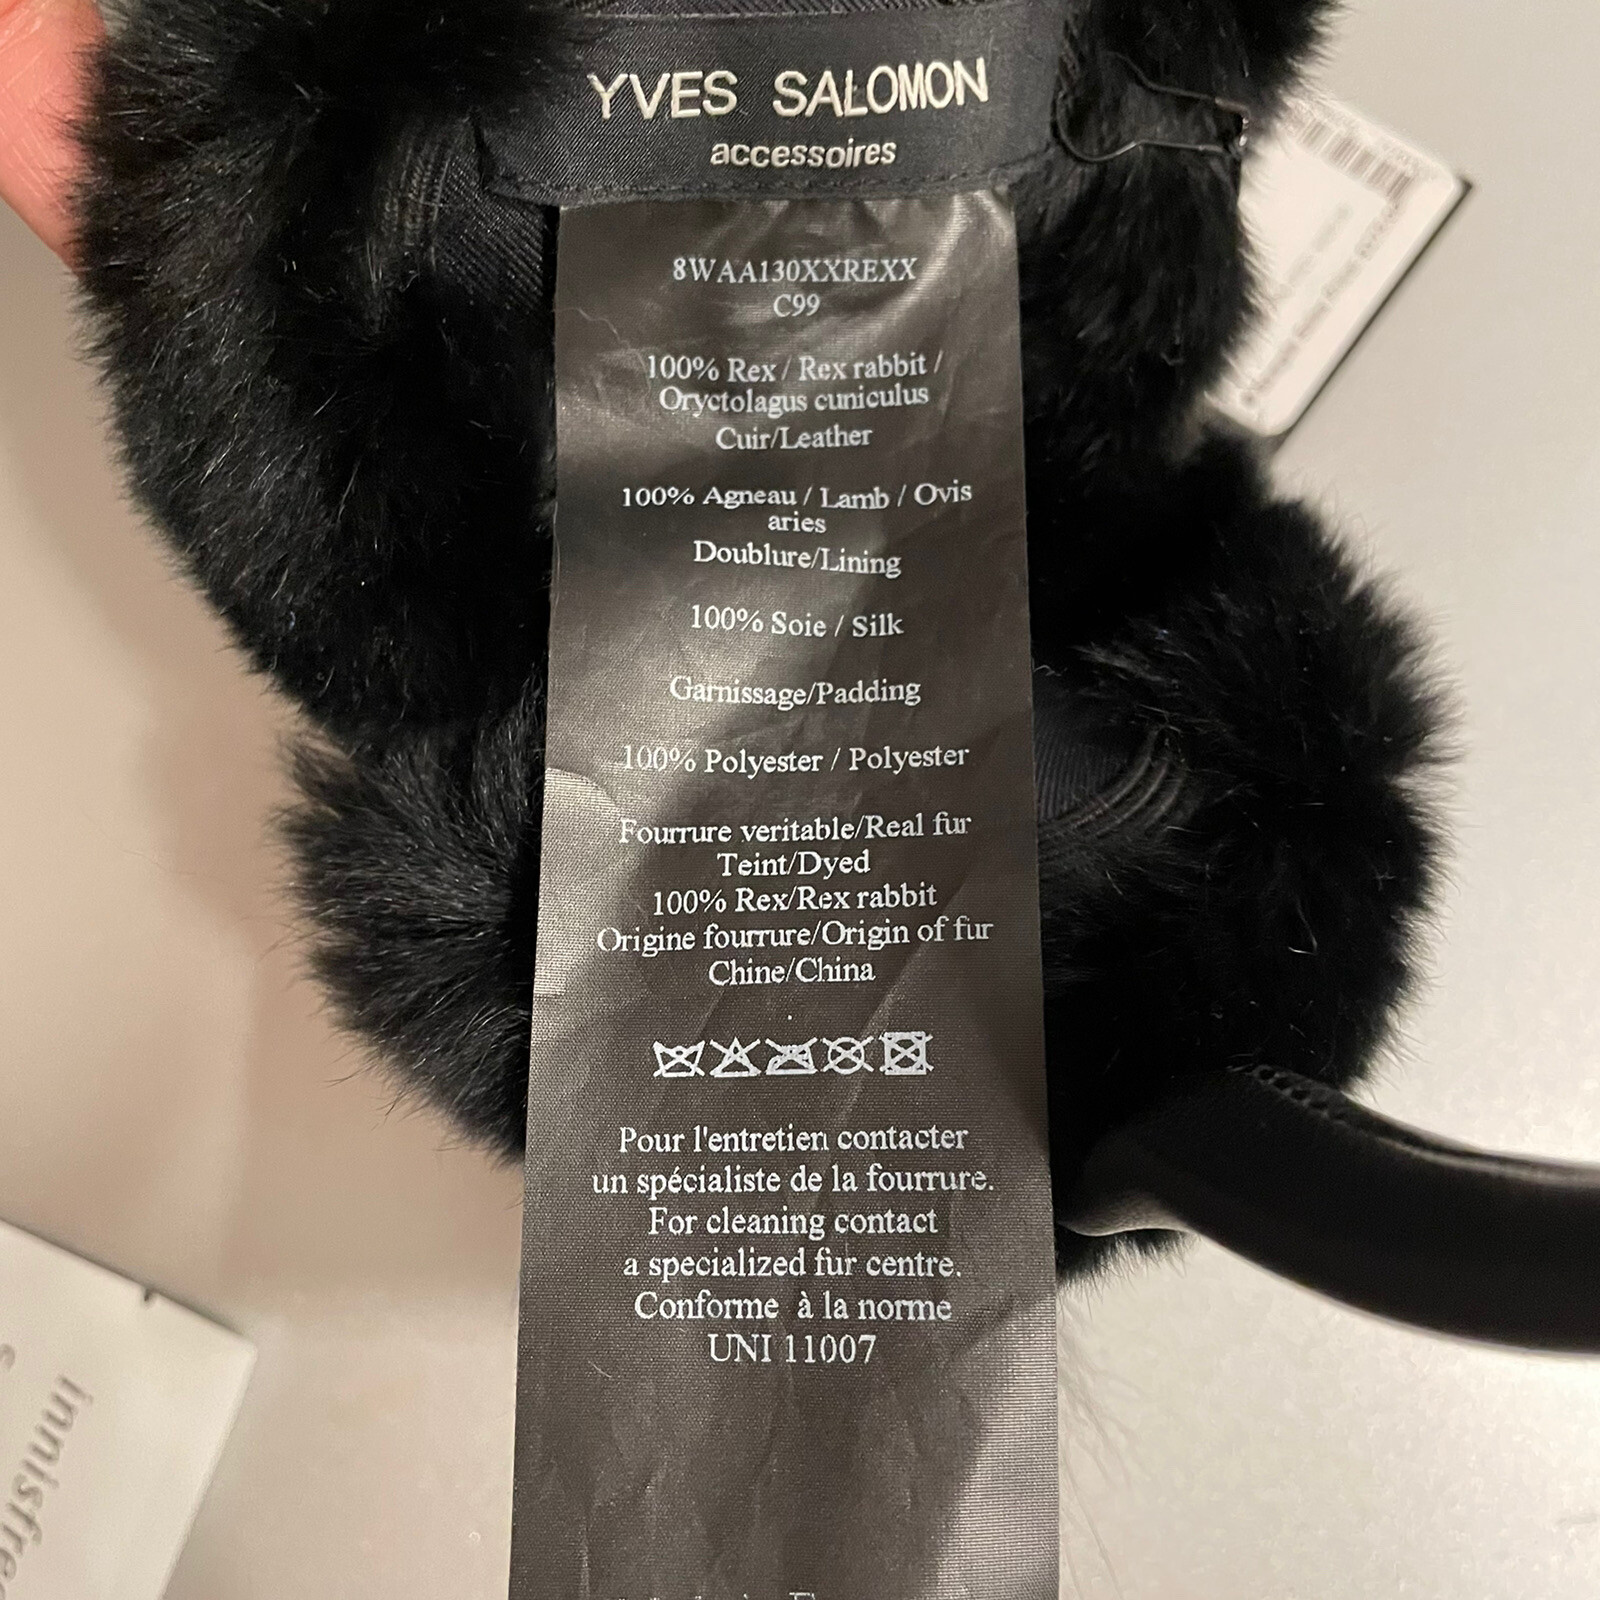 YVES SALOMON
accessoires
8WAA130XXREXX
C99
100% Rex / Rex rabbit /
Oryctolagus cuniculus
Cuir/Leather
100% Agneau / Lamb / Ovis
aries
Doublure/Lining
100% Soie / Silk
Garnissage/Padding
100% Polyester / Polyester
Fourrure veritable/Real fur
Teint/Dyed
100% Rex/Rex rabbit
Origine fourrure/Origin of fur
Chine/China
Pour l'entretien contacter
un spécialiste de la fourrure.
For cleaning contact
a specialized fur centre.
Conforme à la norme
UNI 11007
innisfree